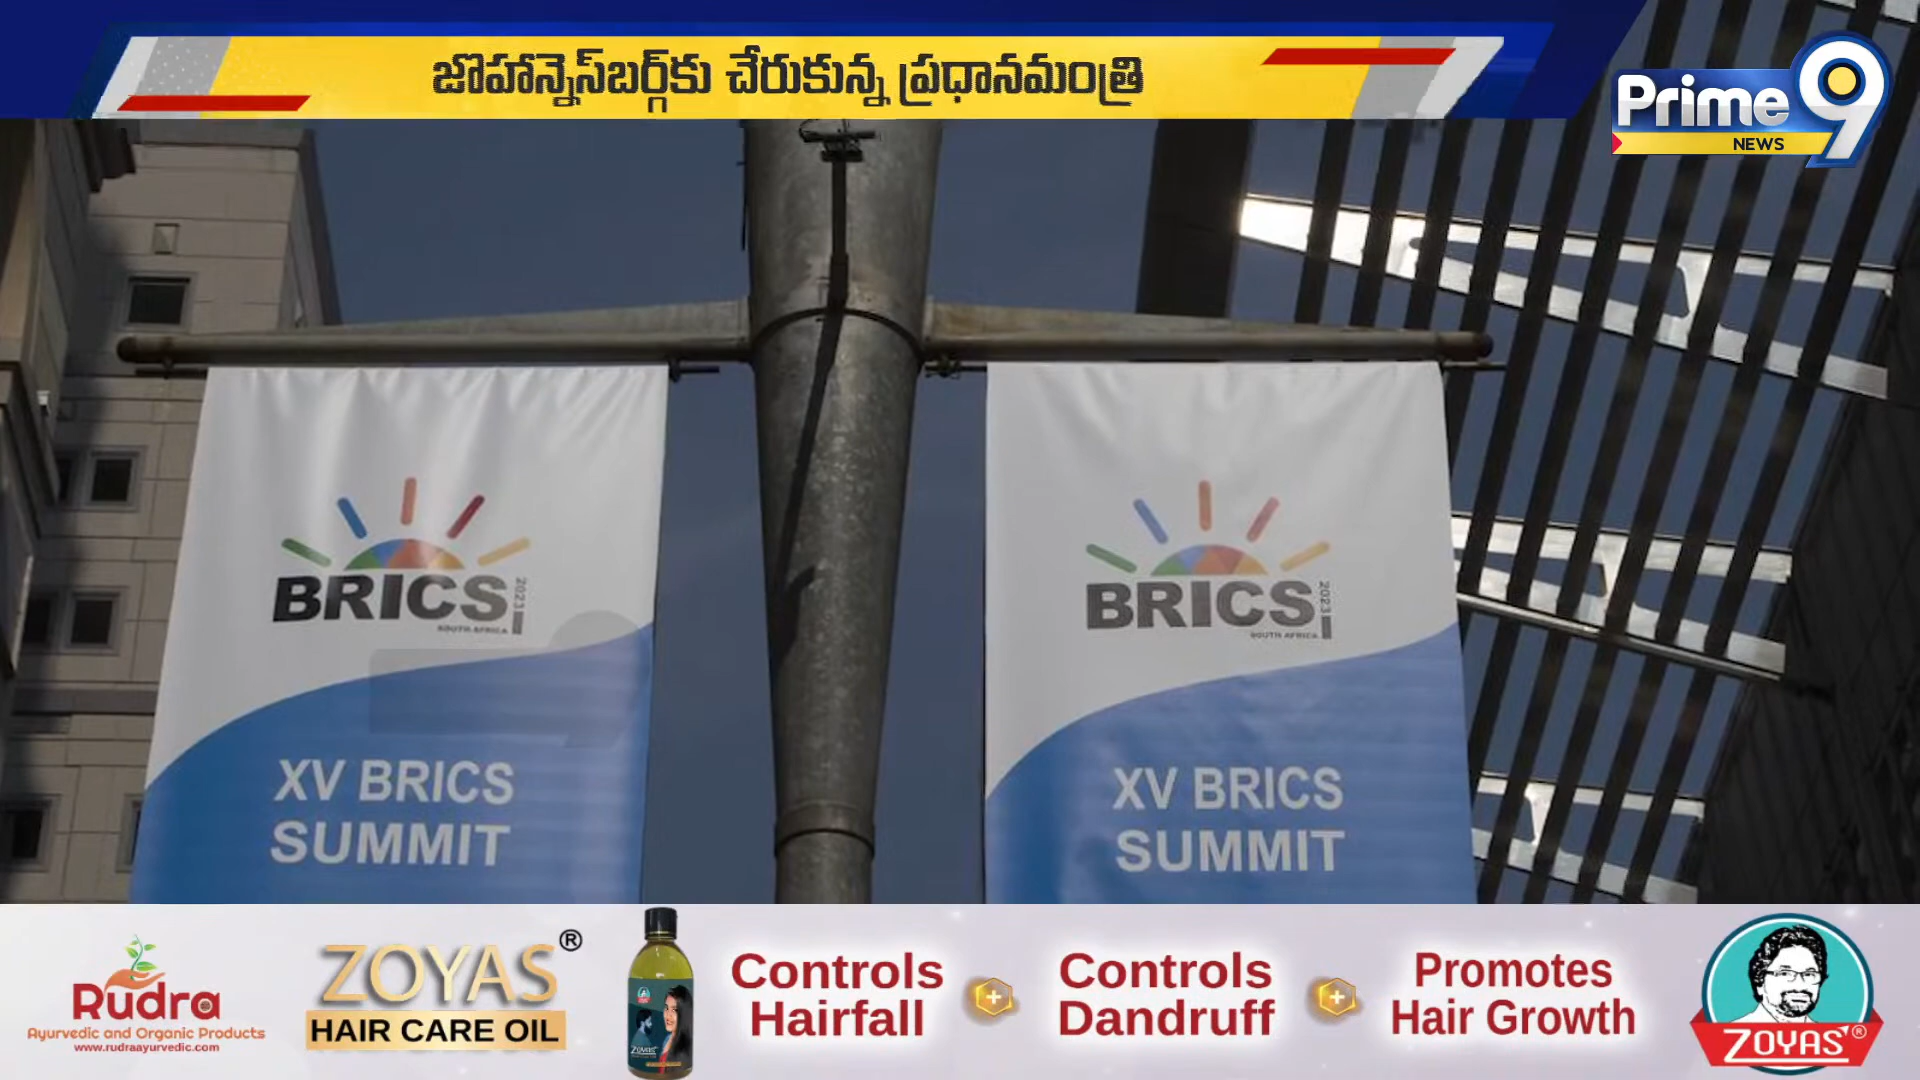 జొహాన్నెస్‌బర్గ్‌కు చేరుకున్న ప్రధానమంత్రి
Prime9
NEWS
BRICS
2023
SOUTH AFRICA
XV BRICS
SUMMIT
BRICS
2023
SOUTH AFRICA
XV BRICS
SUMMIT
Rudra
Ayurvedic and Organic Products
www.rudraayurvedic.com
ZOYAS®
HAIR CARE OIL
ZOYAS
Controls
Hairfall
Controls
Dandruff
Promotes
Hair Growth
ZOYAS®